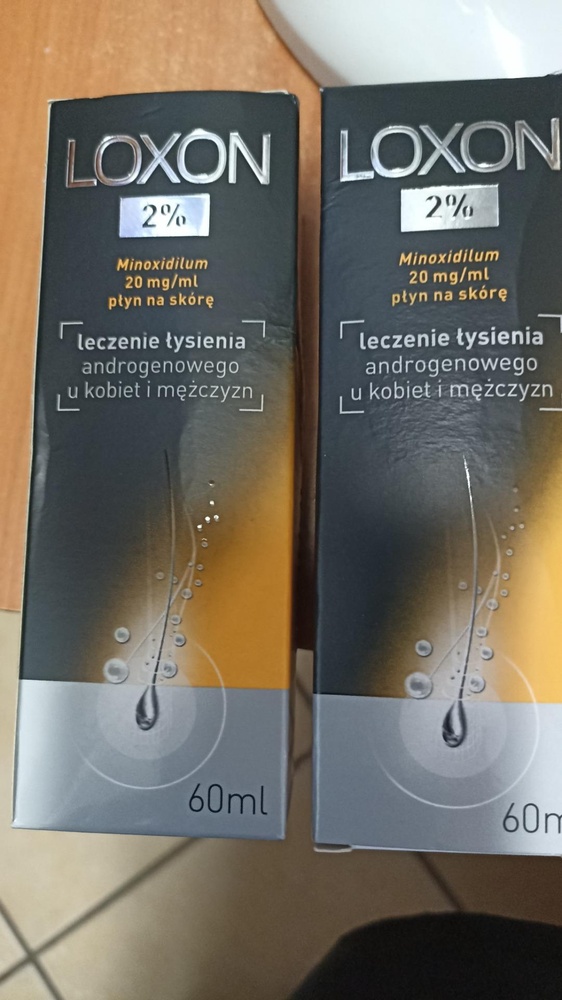 LOXON
2%
Minoxidilum
20 mg/ml
płyn na skórę
leczenie łysienia
androgenowego
u kobiet i mężczyzn
60ml
LOXON
2%
Minoxidilum
20 mg/ml
płyn na skórę
leczenie łysienia
androgenowego
u kobiet i mężczyzn
60m